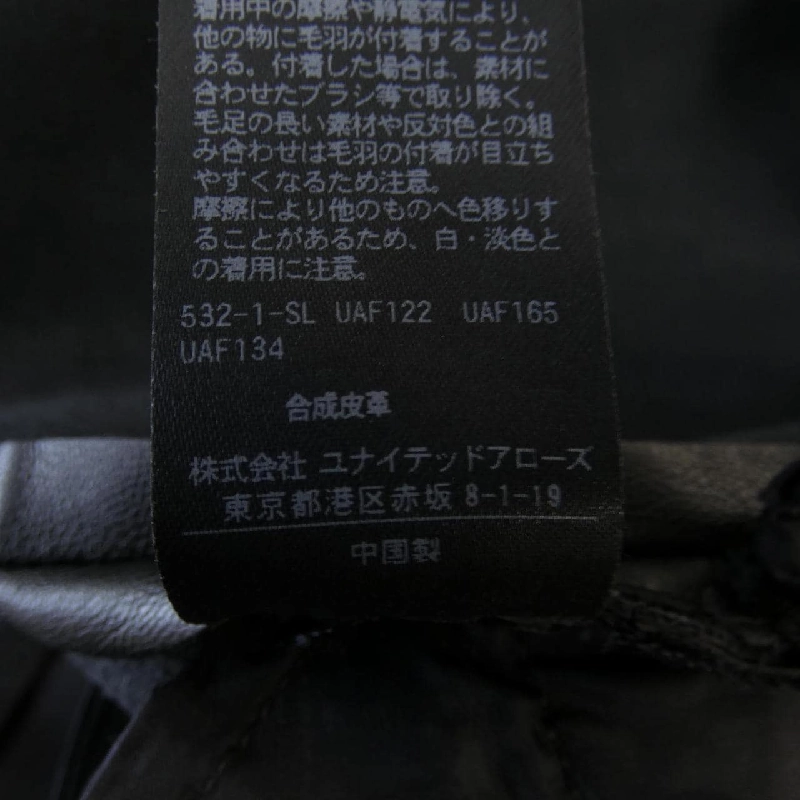 着用中の摩擦や静電気により、
他の物に毛羽が付着することが
ある。付着した場合は、素材に
合わせたブラシ等で取り除く。
毛足の長い素材や反対色との組
み合わせは毛羽の付着が目立ち
やすくなるため注意。
摩擦により他のものへ色移りす
ることがあるため、白・淡色と
の着用に注意。
532-1-SL UAF122 UAF165
UAF134
合成皮革
株式会社 ユナイテッドアローズ
東京都港区赤坂 8-1-19
中国製